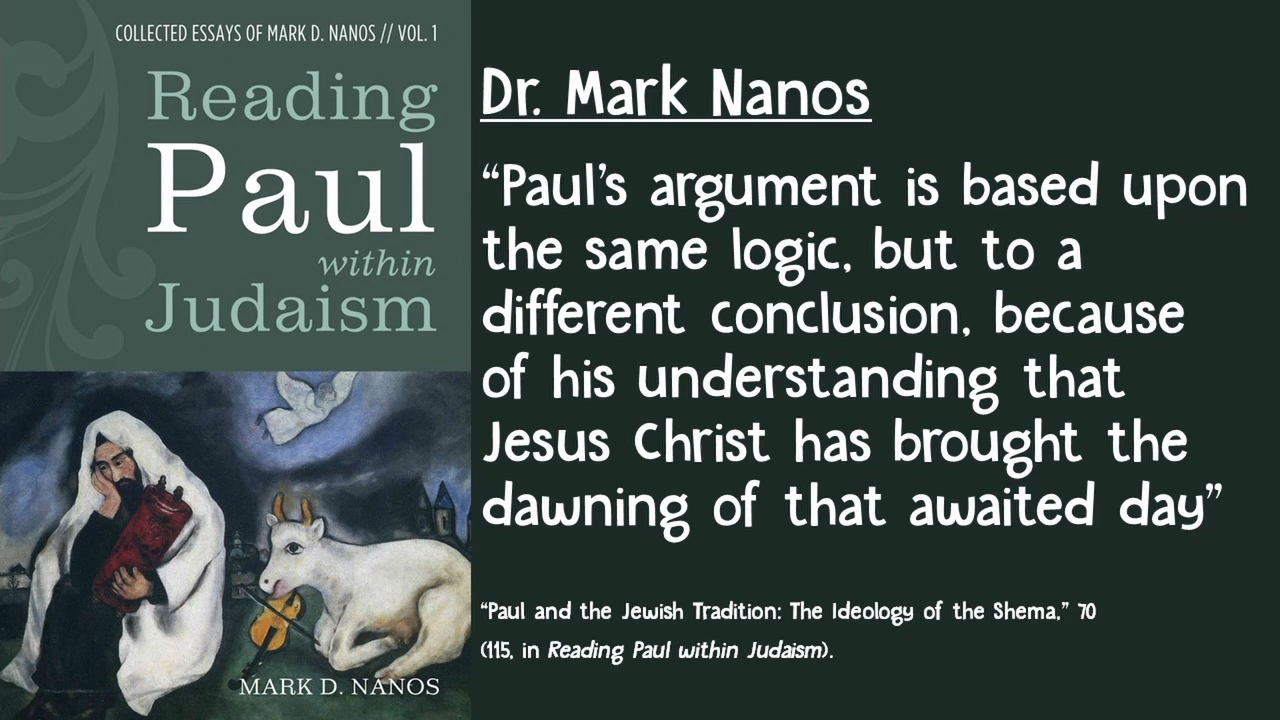 COLLECTED ESSAYS OF MARK D. NANOS // VOL. 1
Reading
Paul
within
Judaism
MARK D. NANOS
Dr. Mark Nanos
“Paul’s argument is based upon
the same logic, but to a
different conclusion, because
of his understanding that
Jesus Christ has brought the
dawning of that awaited day”
“Paul and the Jewish Tradition: The Ideology of the Shema,” 70
(115, in Reading Paul within Judaism).